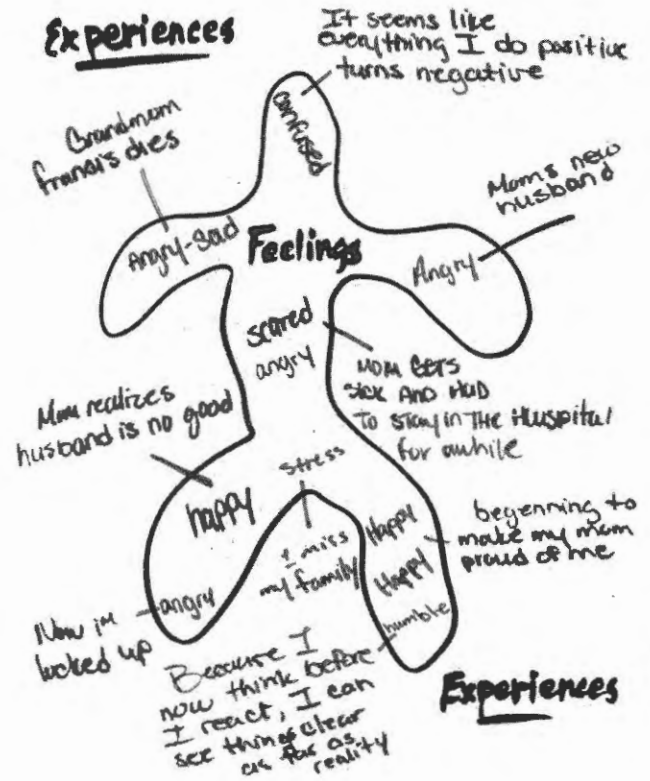 Experiences
It seems like
everything I do positive
turns negative
confused
Grandmom
Francis dies
Angry-Sad
Feelings
Moms new
husband
Angry
scared
angry
Mom Gets
Sick AND HAD
TO STAY IN THE Huspital
for awhile
Mom realizes
husband is no good
happy
stress
I miss
my family
Happy
Happy
humble
begenning to
make my mom
proud of me
angry
Now im
locked up
Because I
now think before
I react, I can
see things clear
as far as
reality
Experiences